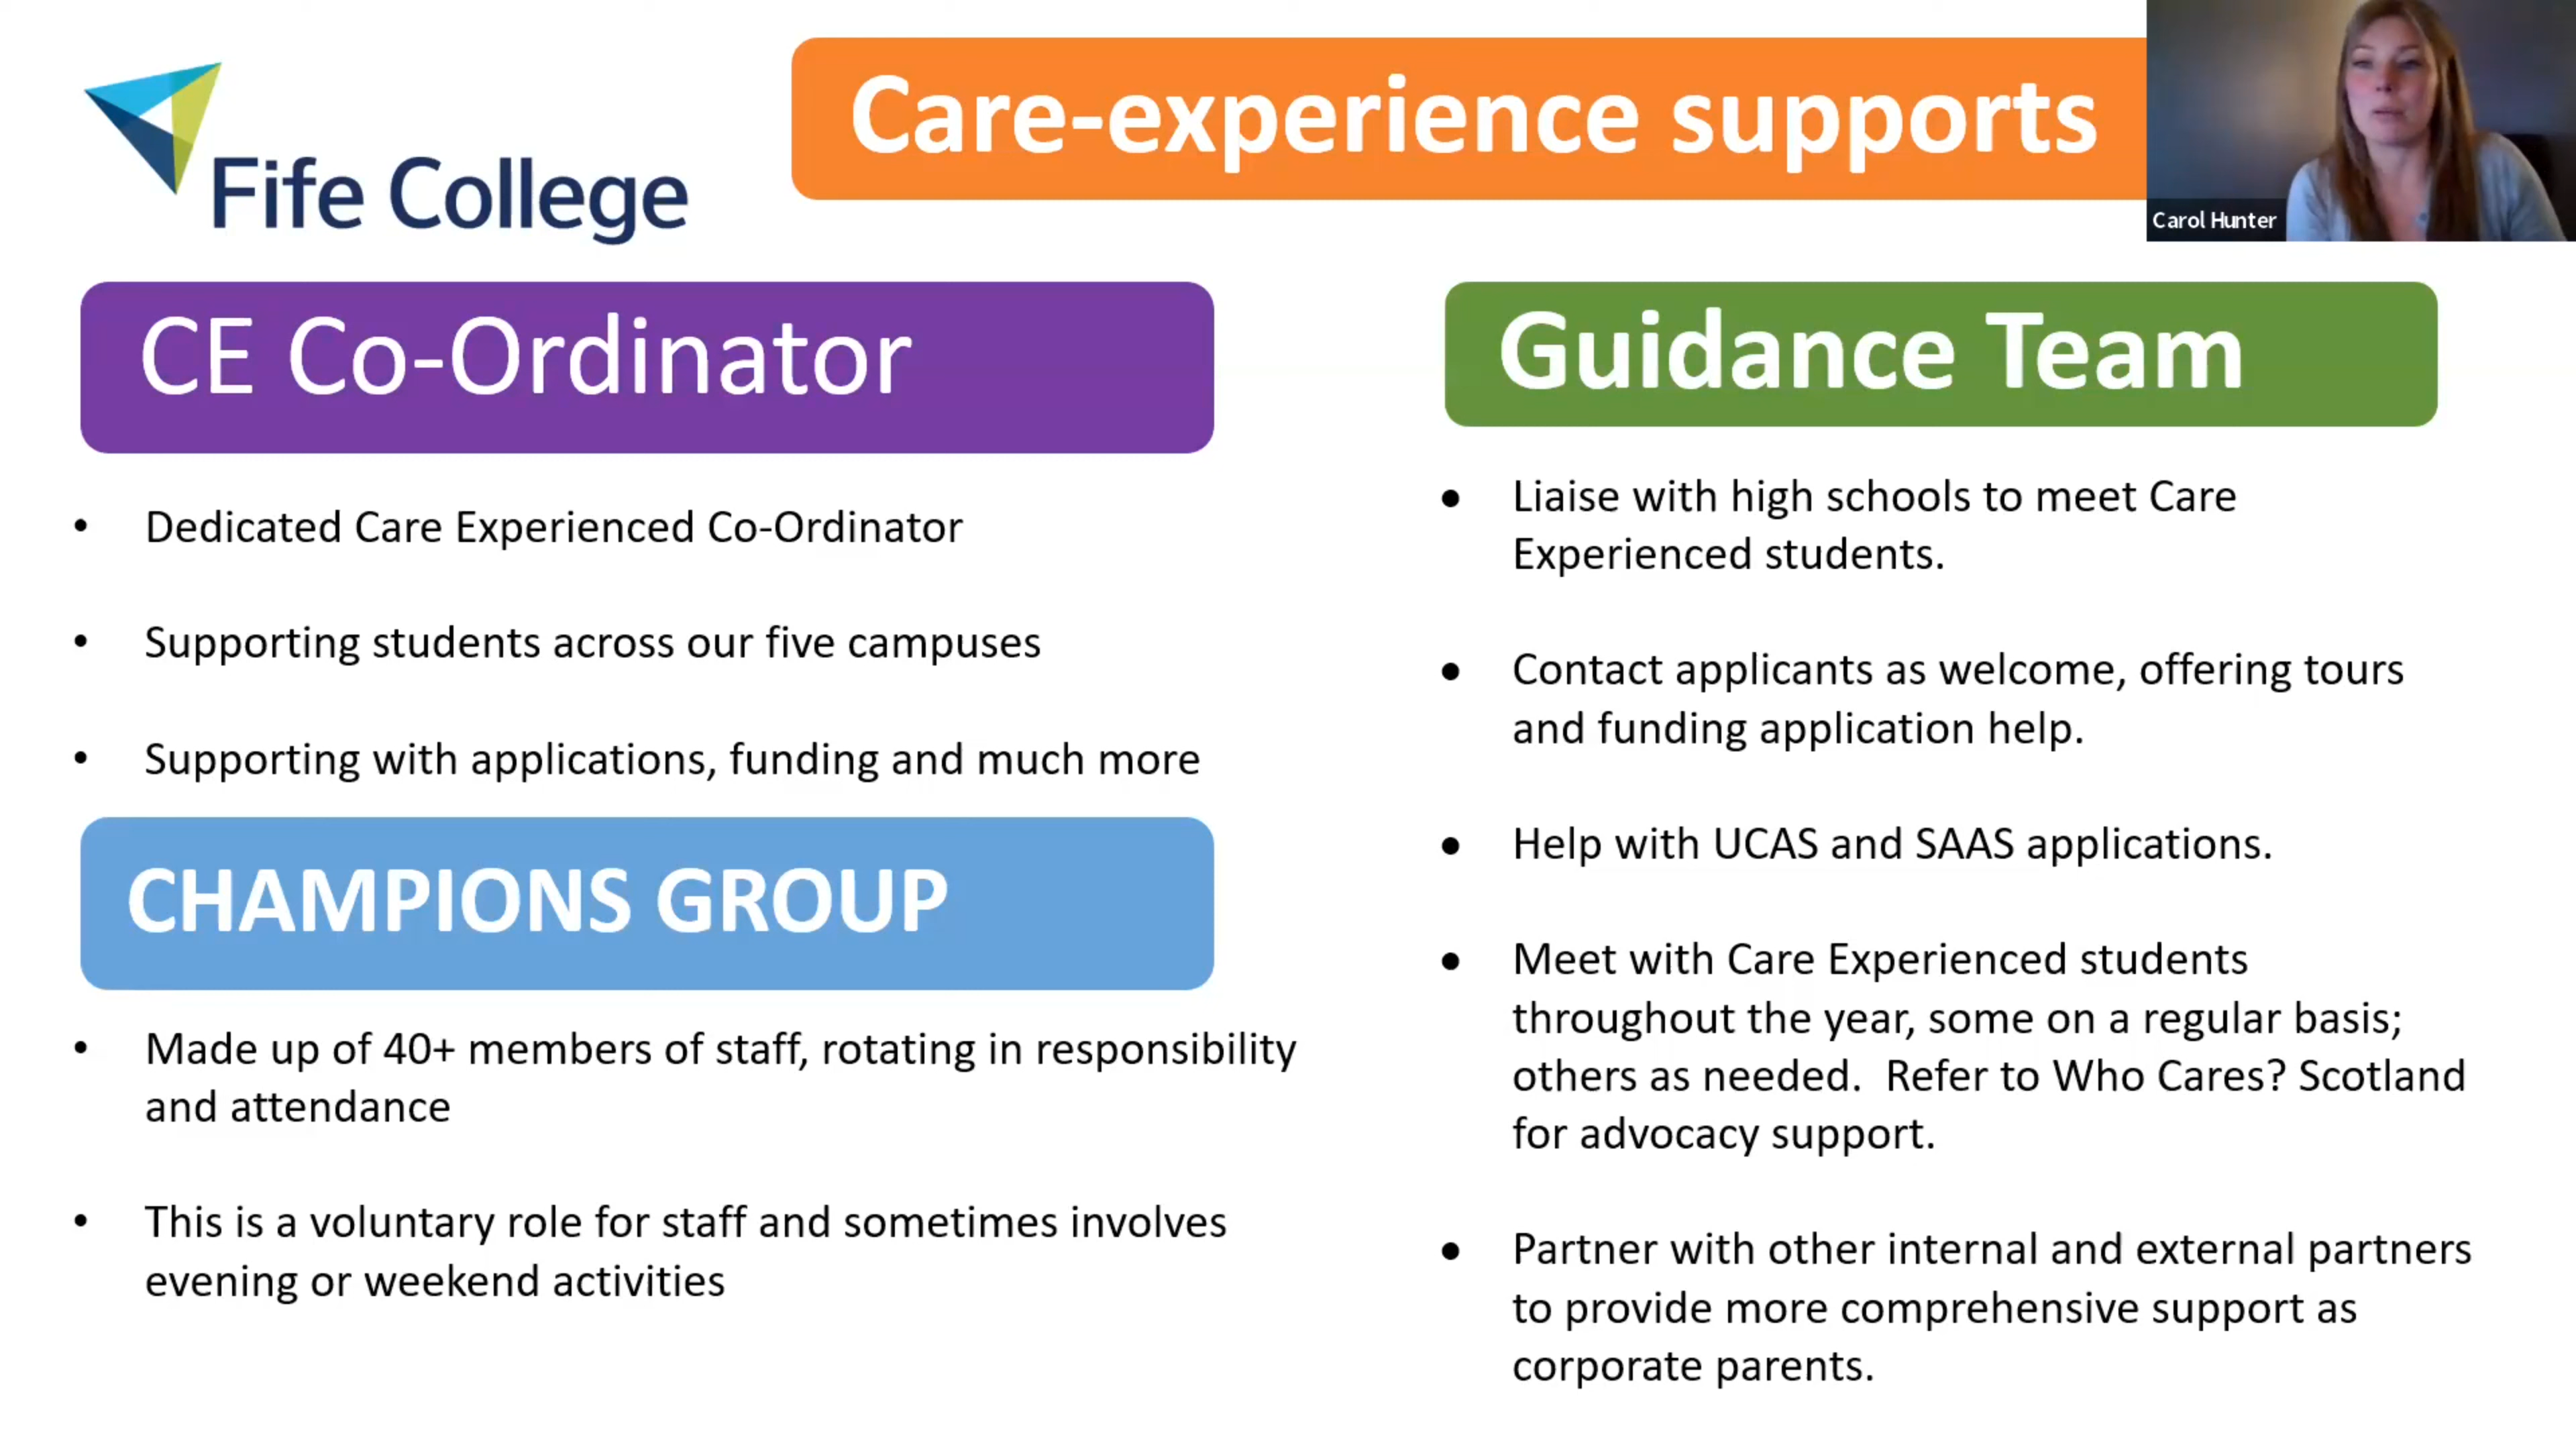 Fife College
Care-experience supports
Carol Hunter
CE Co-Ordinator
• Dedicated Care Experienced Co-Ordinator
• Supporting students across our five campuses
• Supporting with applications, funding and much more
CHAMPIONS GROUP
• Made up of 40+ members of staff, rotating in responsibility
and attendance
• This is a voluntary role for staff and sometimes involves
evening or weekend activities
Guidance Team
• Liaise with high schools to meet Care
Experienced students.
• Contact applicants as welcome, offering tours
and funding application help.
• Help with UCAS and SAAS applications.
• Meet with Care Experienced students
throughout the year, some on a regular basis;
others as needed.  Refer to Who Cares? Scotland
for advocacy support.
• Partner with other internal and external partners
to provide more comprehensive support as
corporate parents.